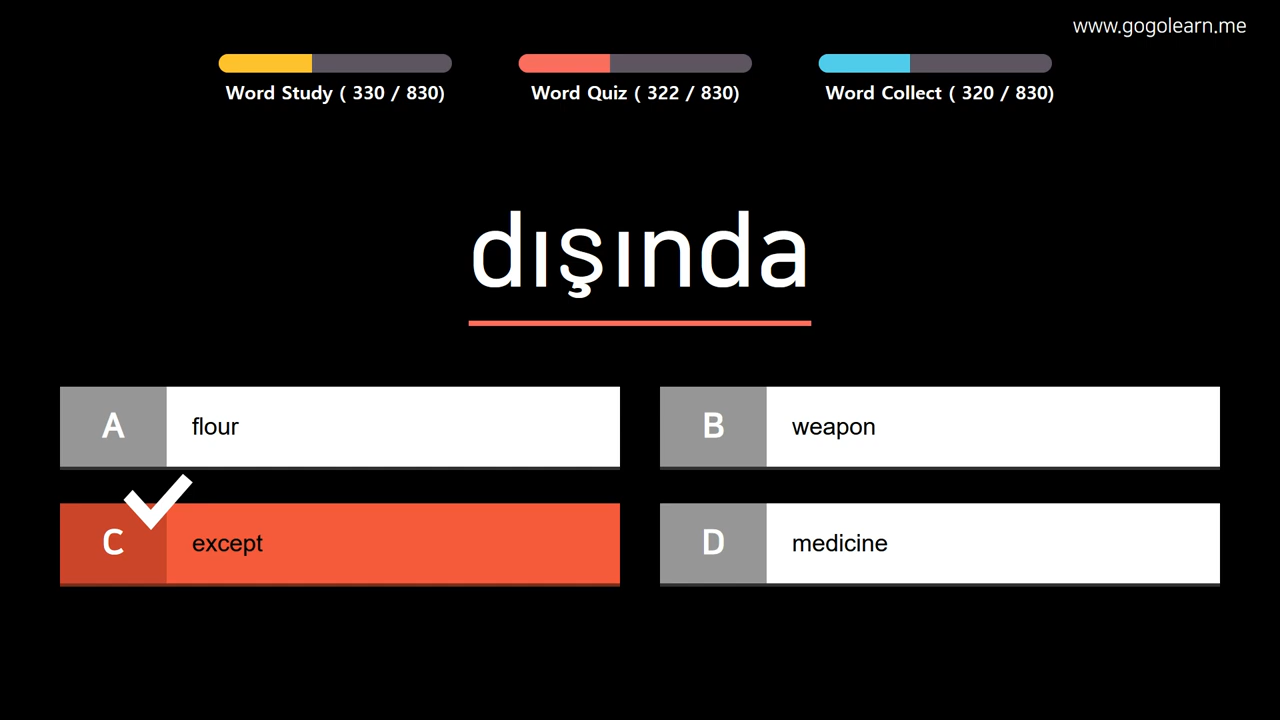 www.gogolearn.me
Word Study ( 330 / 830)
Word Quiz ( 322 / 830)
Word Collect ( 320 / 830)
dışında
A flour
B weapon
C except
D medicine